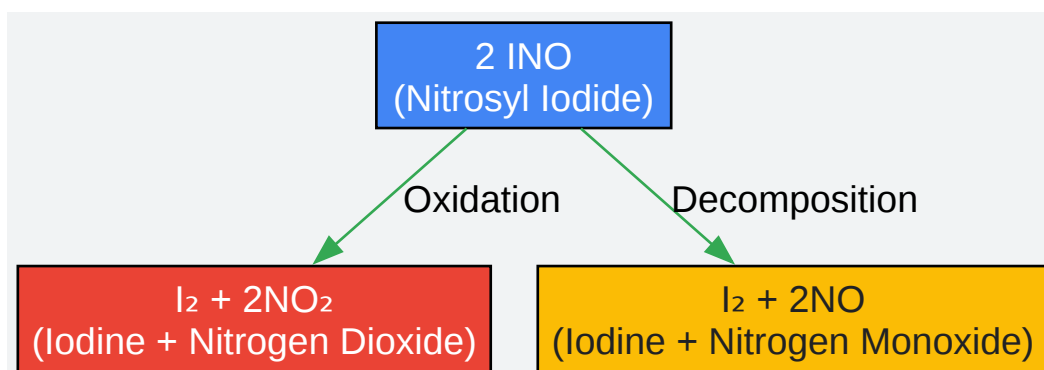 2 INO
(Nitrosyl Iodide)
Oxidation
Decomposition
I₂ + 2NO₂
(Iodine + Nitrogen Dioxide)
I₂ + 2NO
(Iodine + Nitrogen Monoxide)